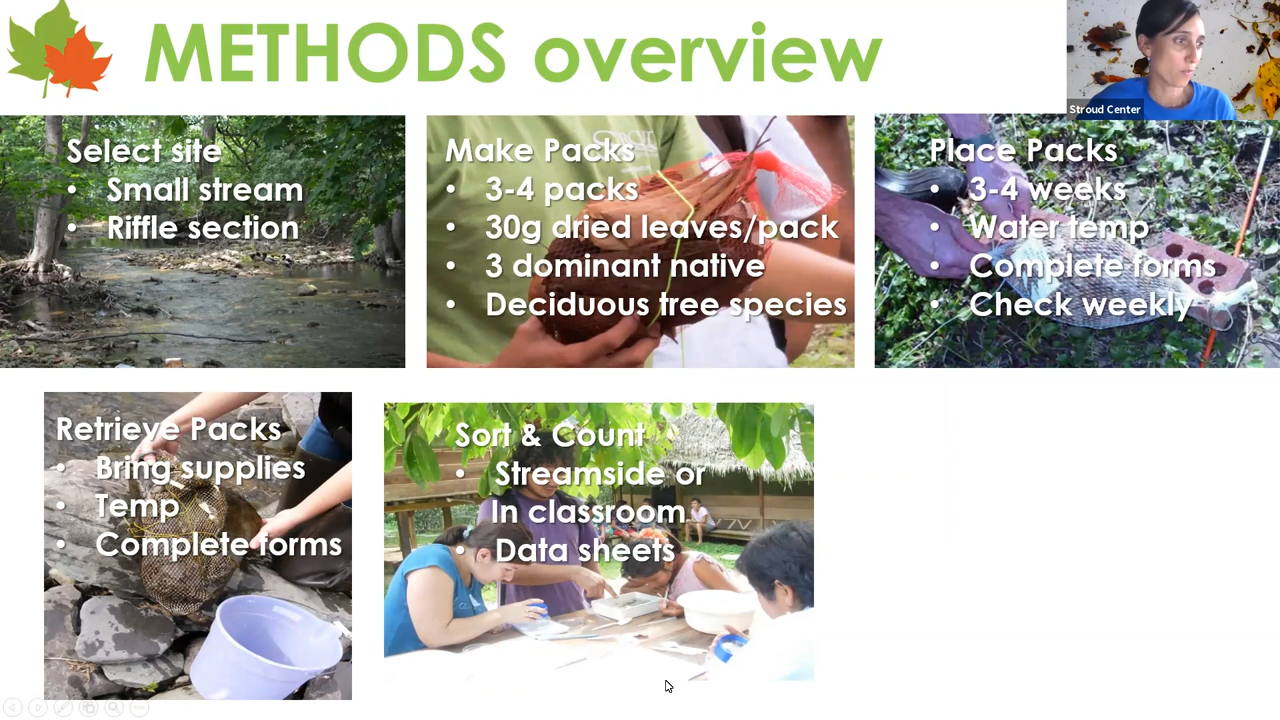 METHODS overview
Stroud Center
Select site
• Small stream
• Riffle section
Make Packs
• 3-4 packs
• 30g dried leaves/pack
• 3 dominant native
• Deciduous tree species
Place Packs
• 3-4 weeks
• Water temp
• Complete forms
• Check weekly
Retrieve Packs
• Bring supplies
• Temp
• Complete forms
Sort & Count
• Streamside or
In classroom
• Data sheets